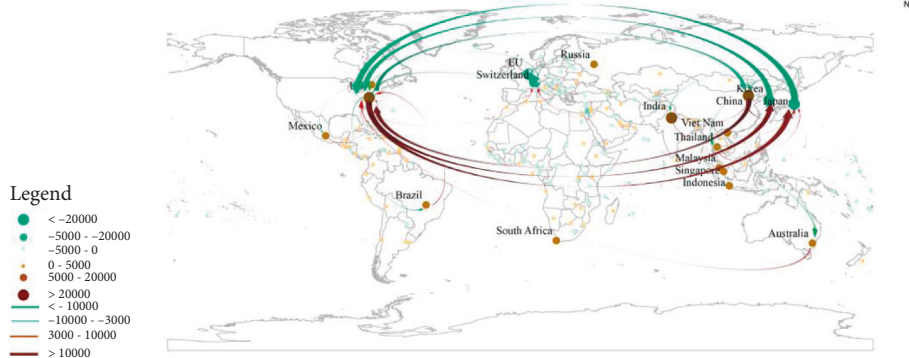 N
Russia
EU
Switzerland
Korea
China
Japan
India
Viet Nam
Thailand
Mexico
Malaysia
Singapore
Indonesia
Brazil
South Africa
Australia
Legend
< –20000
–5000 - –20000
–5000 - 0
0 - 5000
5000 - 20000
> 20000
< - 10000
–10000 - –3000
3000 - 10000
> 10000